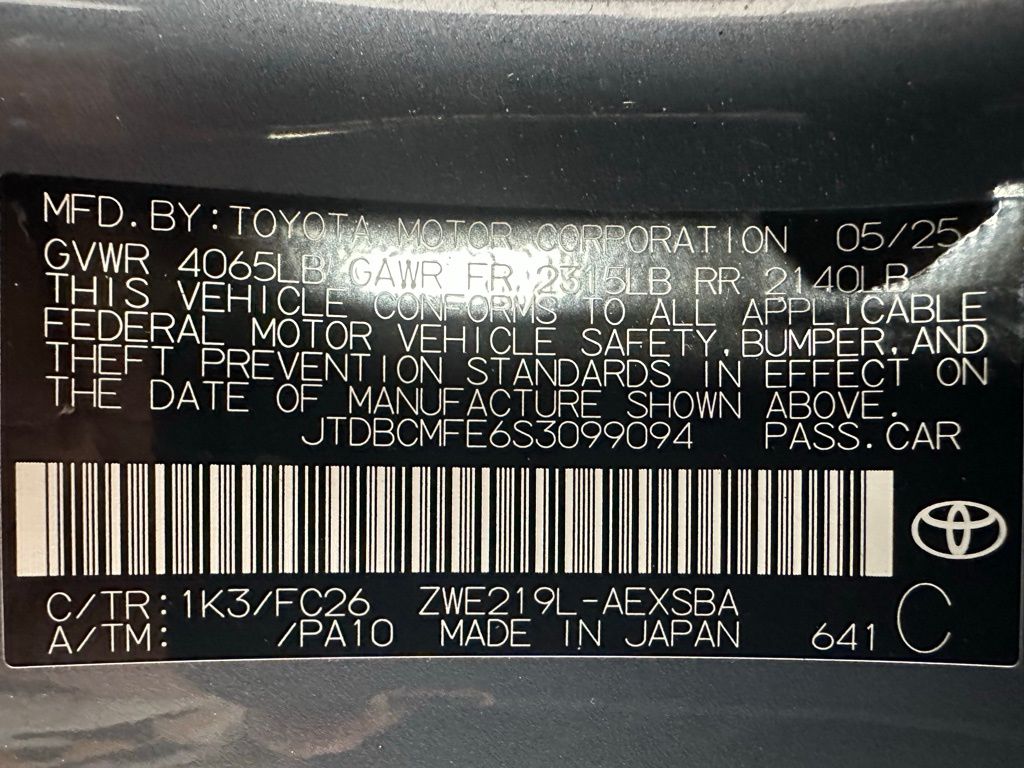 MFD. BY: TOYOTA MOTOR CORPORATION 05/25
GVWR 4065LB GAWR FR 2315LB RR 2140LB
THIS VEHICLE CONFORMS TO ALL APPLICABLE
FEDERAL MOTOR VEHICLE SAFETY, BUMPER, AND
THEFT PREVENTION STANDARDS IN EFFECT ON
THE DATE OF MANUFACTURE SHOWN ABOVE.
JTDBCMFE6S3099094 PASS. CAR
C/TR: 1K3/FC26 ZWE219L-AEXSBA
A/TM: /PA10 MADE IN JAPAN 641 C